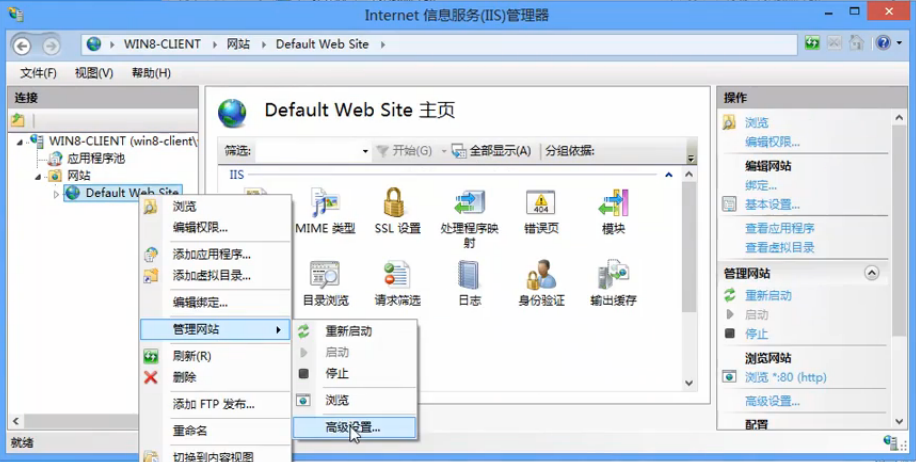 Internet 信息服务(IIS)管理器
WIN8-CLIENT 网站 Default Web Site
文件(F) 视图(V) 帮助(H)
连接
WIN8-CLIENT (win8-client\
应用程序池
网站
Default Web Site
浏览
编辑权限...
添加应用程序...
添加虚拟目录...
编辑绑定...
管理网站
刷新(R)
删除
添加 FTP 发布...
重命名
切换到内容视图
重新启动
启动
停止
浏览
高级设置...
Default Web Site 主页
筛选: 开始(G) 全部显示(A) 分组依据:
IIS
MIME 类型 SSL 设置 处理程序映射 错误页 模块
404
目录浏览 请求筛选 日志 身份验证 输出缓存
操作
浏览
编辑权限...
编辑网站
绑定...
基本设置...
查看应用程序
查看虚拟目录
管理网站
重新启动
启动
停止
浏览网站
浏览 *:80 (http)
高级设置...
配置
就绪